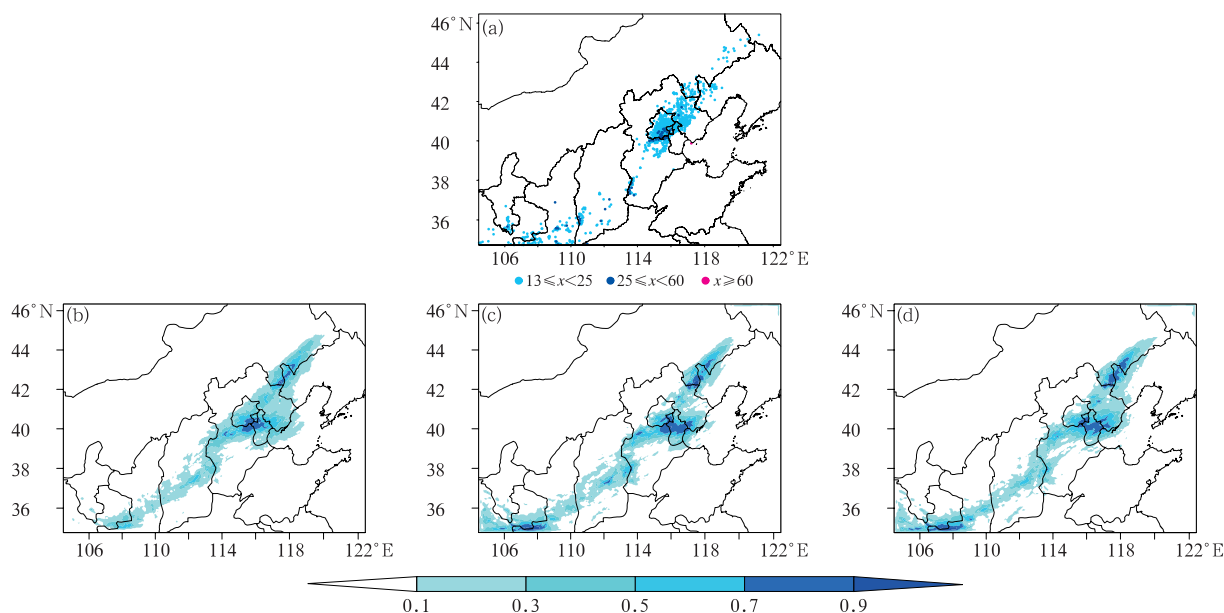 (a)
46°N
44
42
40
38
36
106 110 114 118 122°E
13≤x<25 25≤x<60 x≥60
(b) (c) (d)
46°N 46°N 46°N
44 44 44
42 42 42
40 40 40
38 38 38
36 36 36
106 110 114 118 122°E 106 110 114 118 122°E 106 110 114 118 122°E
0.1 0.3 0.5 0.7 0.9